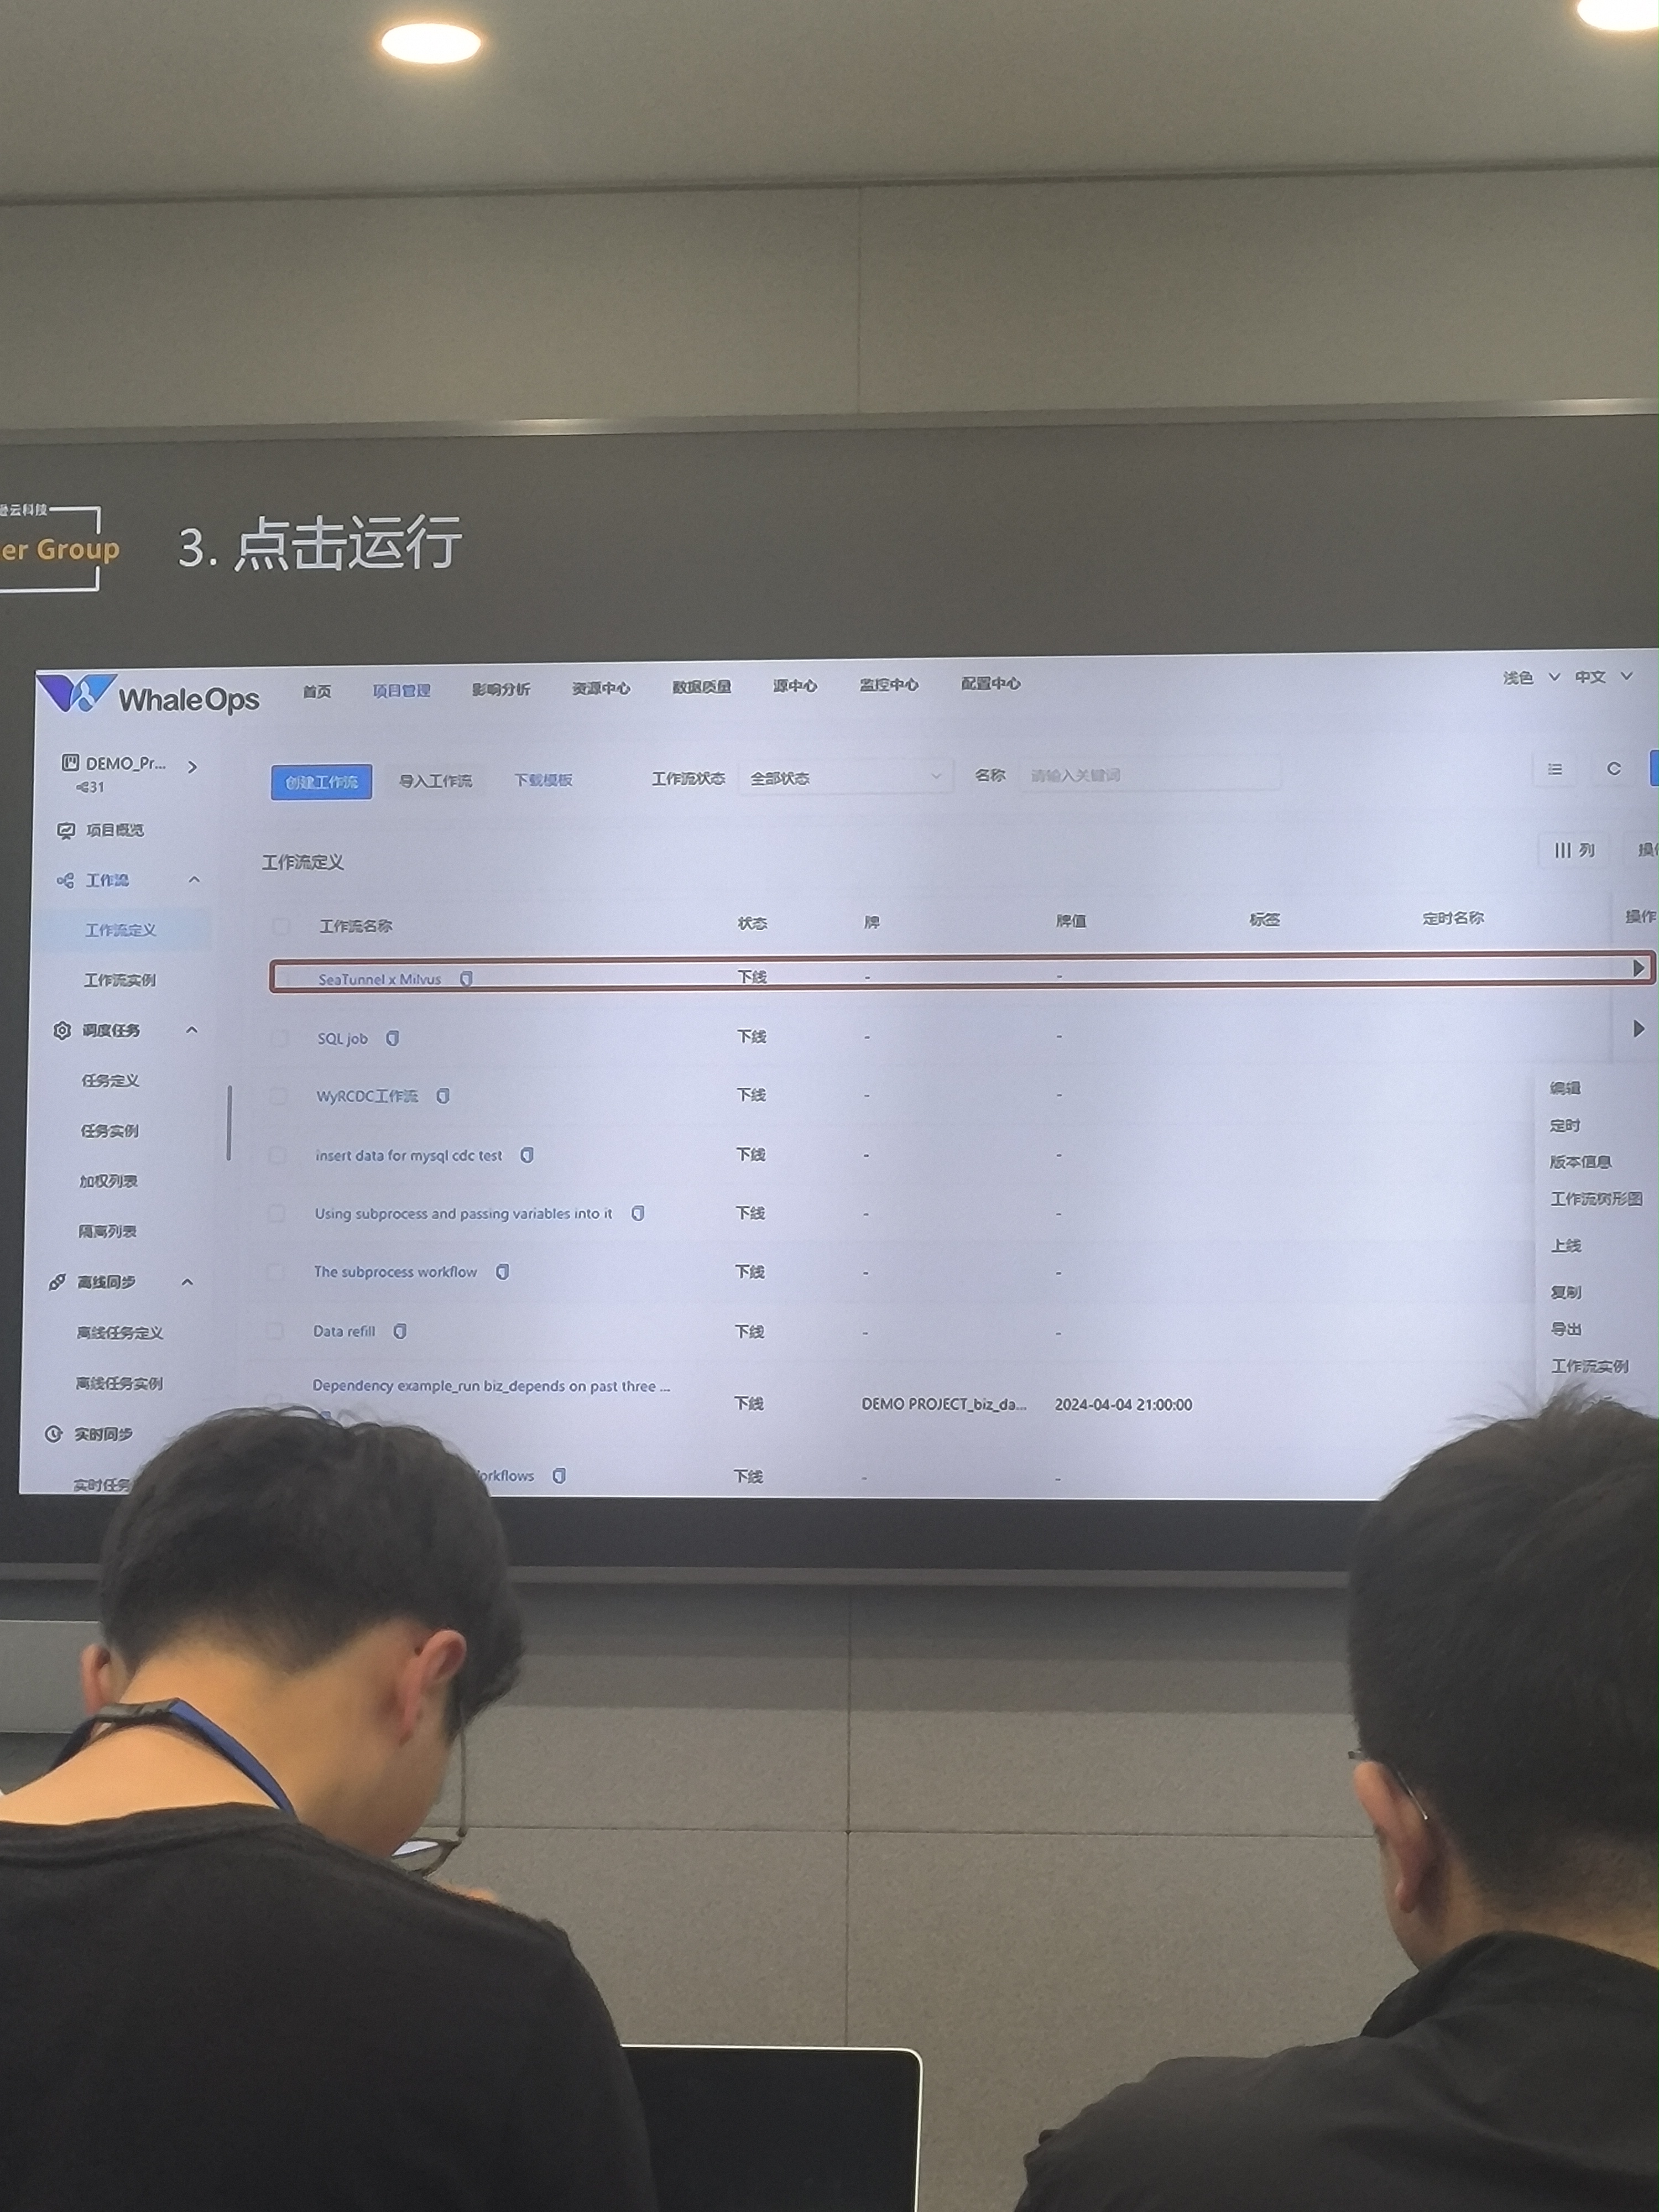 云科技
er Group
3. 点击运行
WhaleOps 首页 项目管理 影响分析 资源中心 数据质量 源中心 监控中心 配置中心 浅色 中文
DEMO_Pr...
31
创建工作流 导入工作流 下载模板 工作流状态 全部状态 名称 请输入关键词
项目概览
工作流定义 列
工作流
工作流定义
工作流实例
调度任务
任务定义
任务实例
加权列表
隔离列表
离线同步
离线任务定义
离线任务实例
实时同步
实时任务
工作流名称 状态 牌 牌值 标签 定时名称 操作
SeaTunnel x Milvus 下线 - -
SQL job 下线 - -
WyRCDC工作流 下线 - -
insert data for mysql cdc test 下线 - -
Using subprocess and passing variables into it 下线 - -
The subprocess workflow 下线 - -
Data refill 下线 - -
Dependency example_run biz_depends on past three ... 下线 DEMO PROJECT_biz_da... 2024-04-04 21:00:00
orkflows 下线 - -
编辑
定时
版本信息
工作流树形图
上线
复制
导出
工作流实例